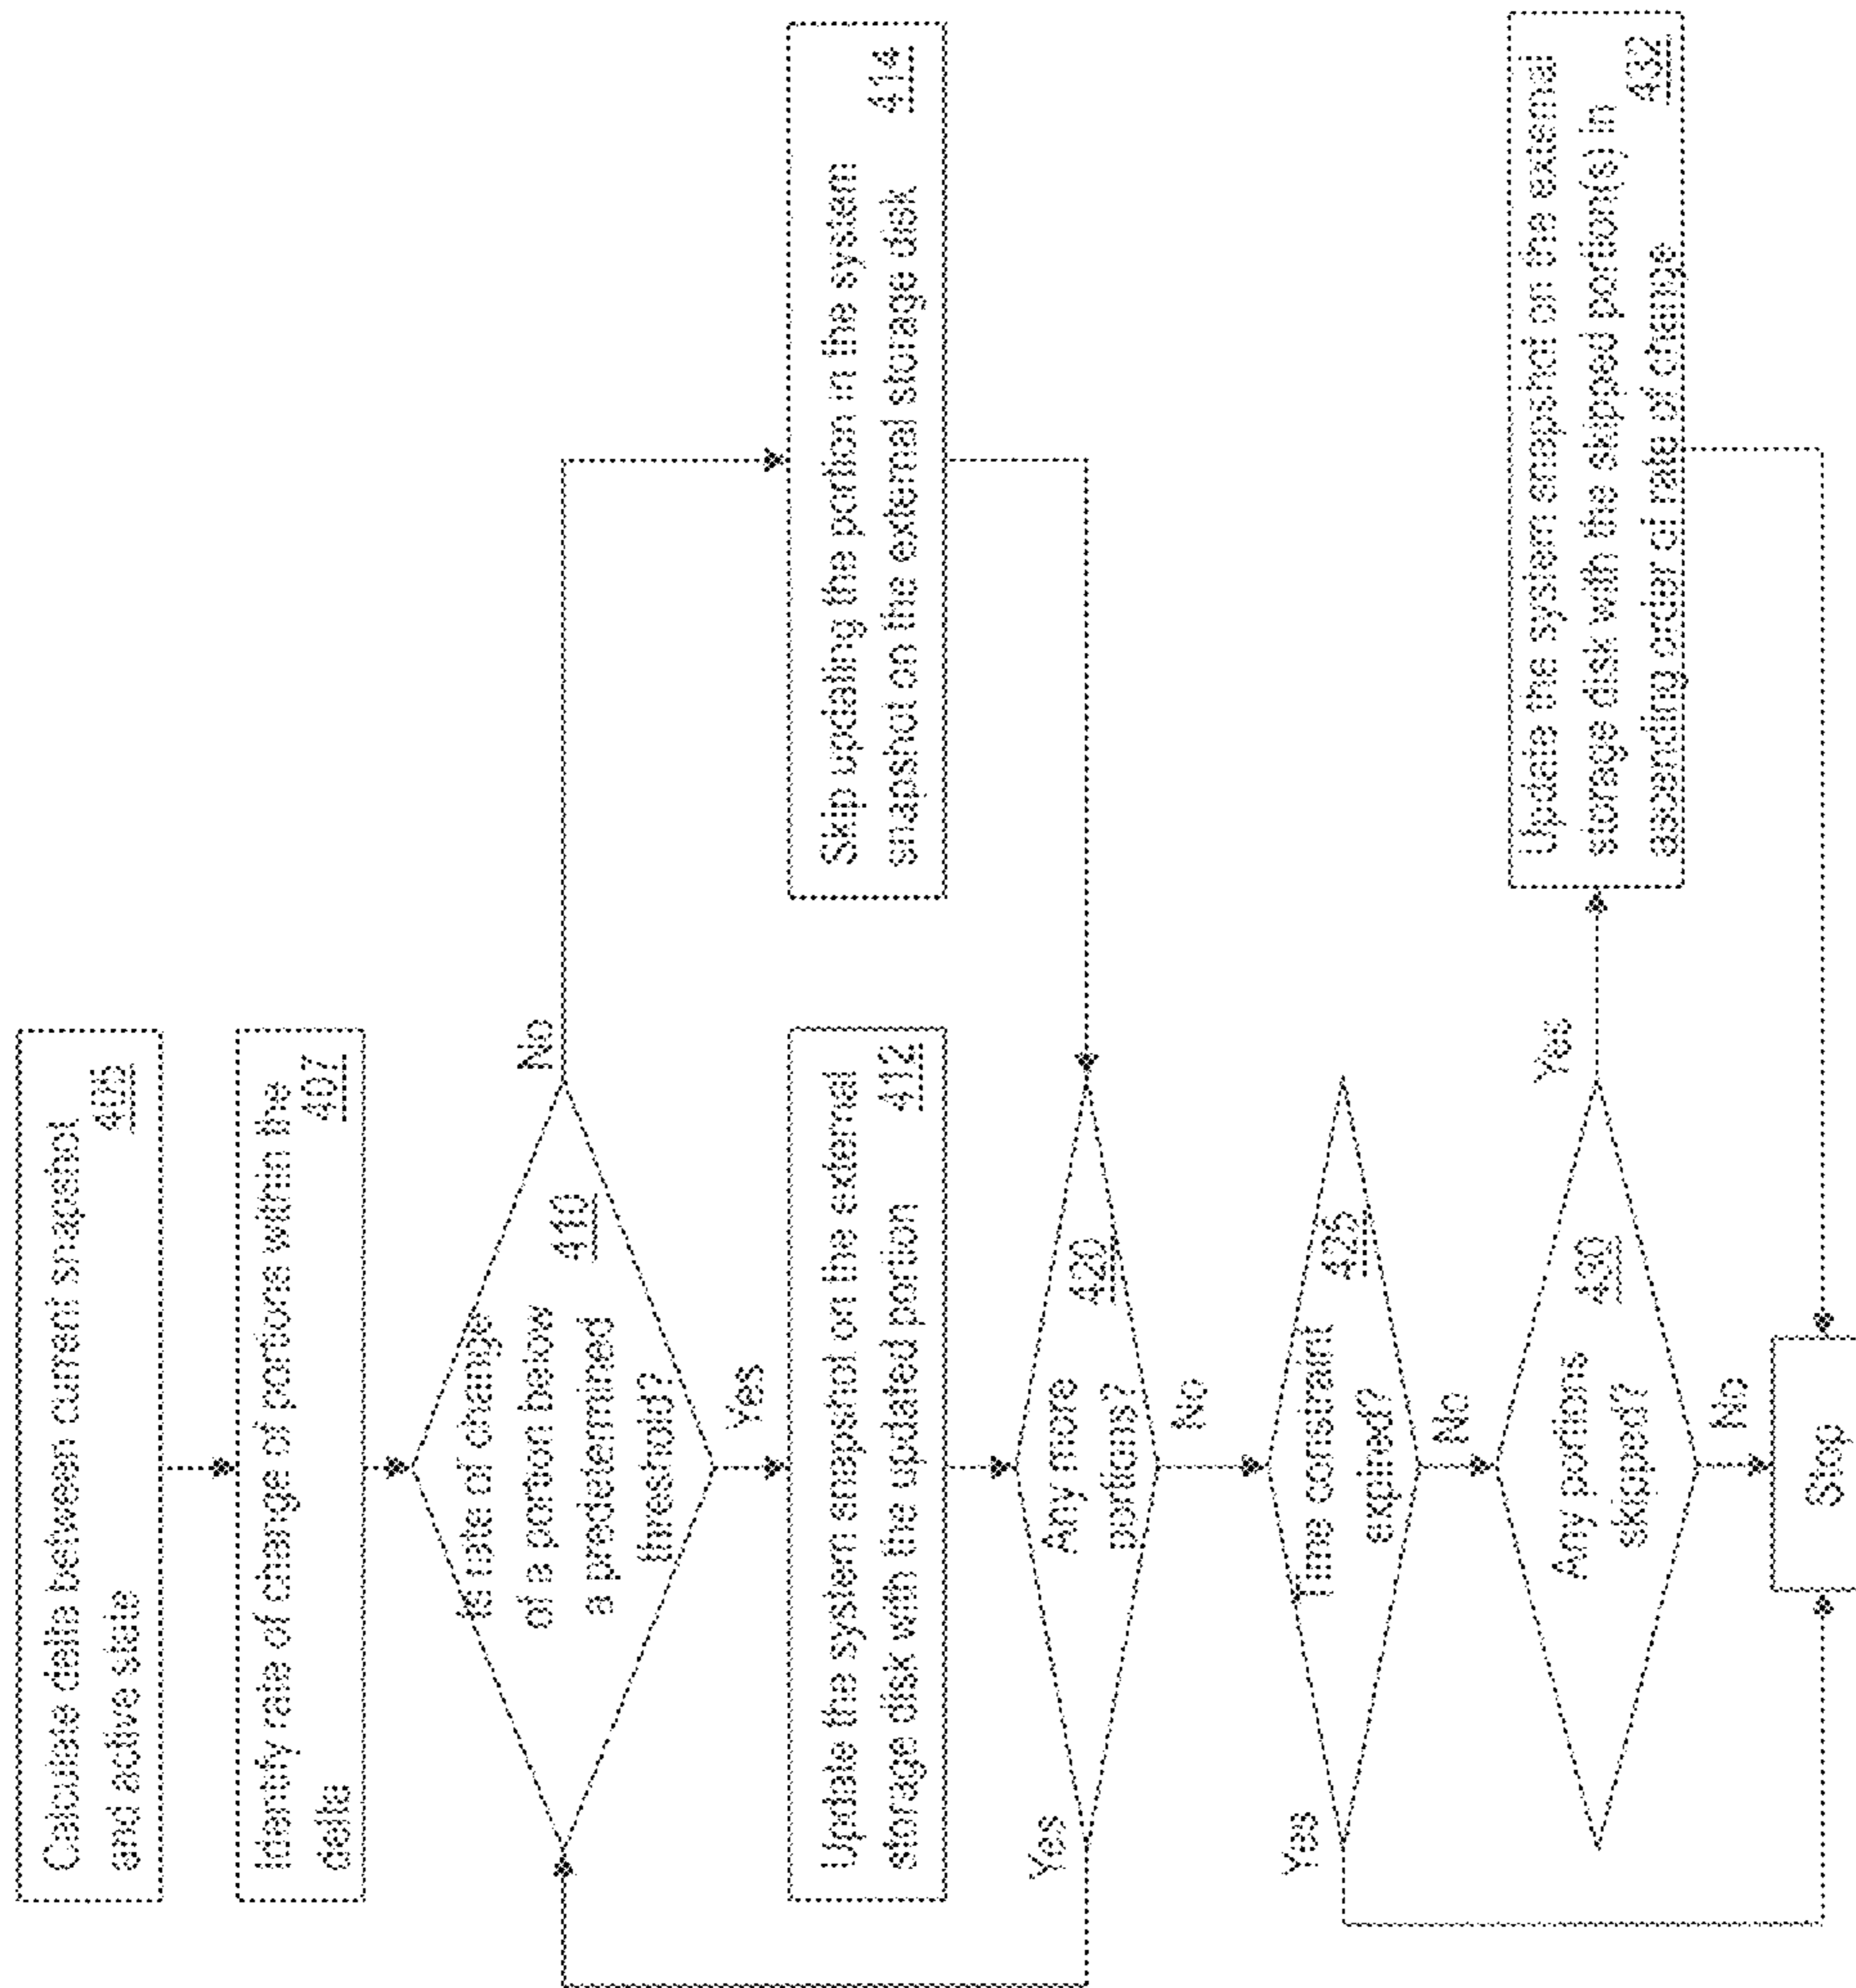 Calculate delta between current snapshot
and active state 405
Identify rate of change of portions within the
delta 407
Is rate of change
of a portion below
a predetermined
threshold?
410
No
Yes
Update the system snapshot on the external
storage disk with the updated portion 412
Skip updating the portion in the system
snapshot on the external storage disk 414
Any more
portions?
420
Yes
No
Time constraint
expired?
425
Yes
No
Any portions
skipped?
430
Yes
No
Update the system snapshot on the external
storage disk with the skipped portion(s) in
ascending order of rate of change 432
Stop